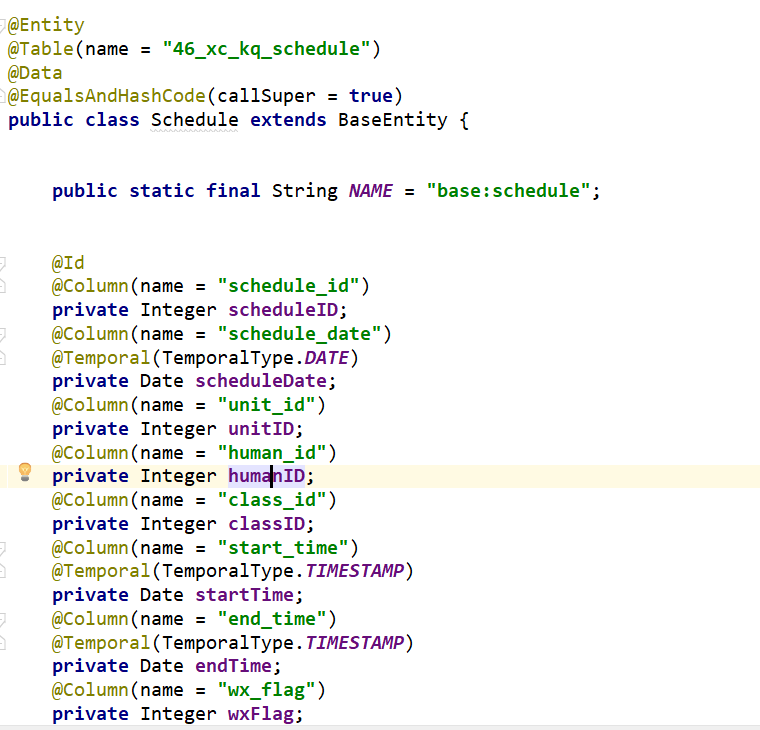 @Entity
@Table(name = "46_xc_kq_schedule")
@Data
@EqualsAndHashCode(callSuper = true)
public class Schedule extends BaseEntity {
public static final String NAME = "base:schedule";
@Id
@Column(name = "schedule_id")
private Integer scheduleID;
@Column(name = "schedule_date")
@Temporal(TemporalType.DATE)
private Date scheduleDate;
@Column(name = "unit_id")
private Integer unitID;
@Column(name = "human_id")
private Integer humanID;
@Column(name = "class_id")
private Integer classID;
@Column(name = "start_time")
@Temporal(TemporalType.TIMESTAMP)
private Date startTime;
@Column(name = "end_time")
@Temporal(TemporalType.TIMESTAMP)
private Date endTime;
@Column(name = "wx_flag")
private Integer wxFlag;